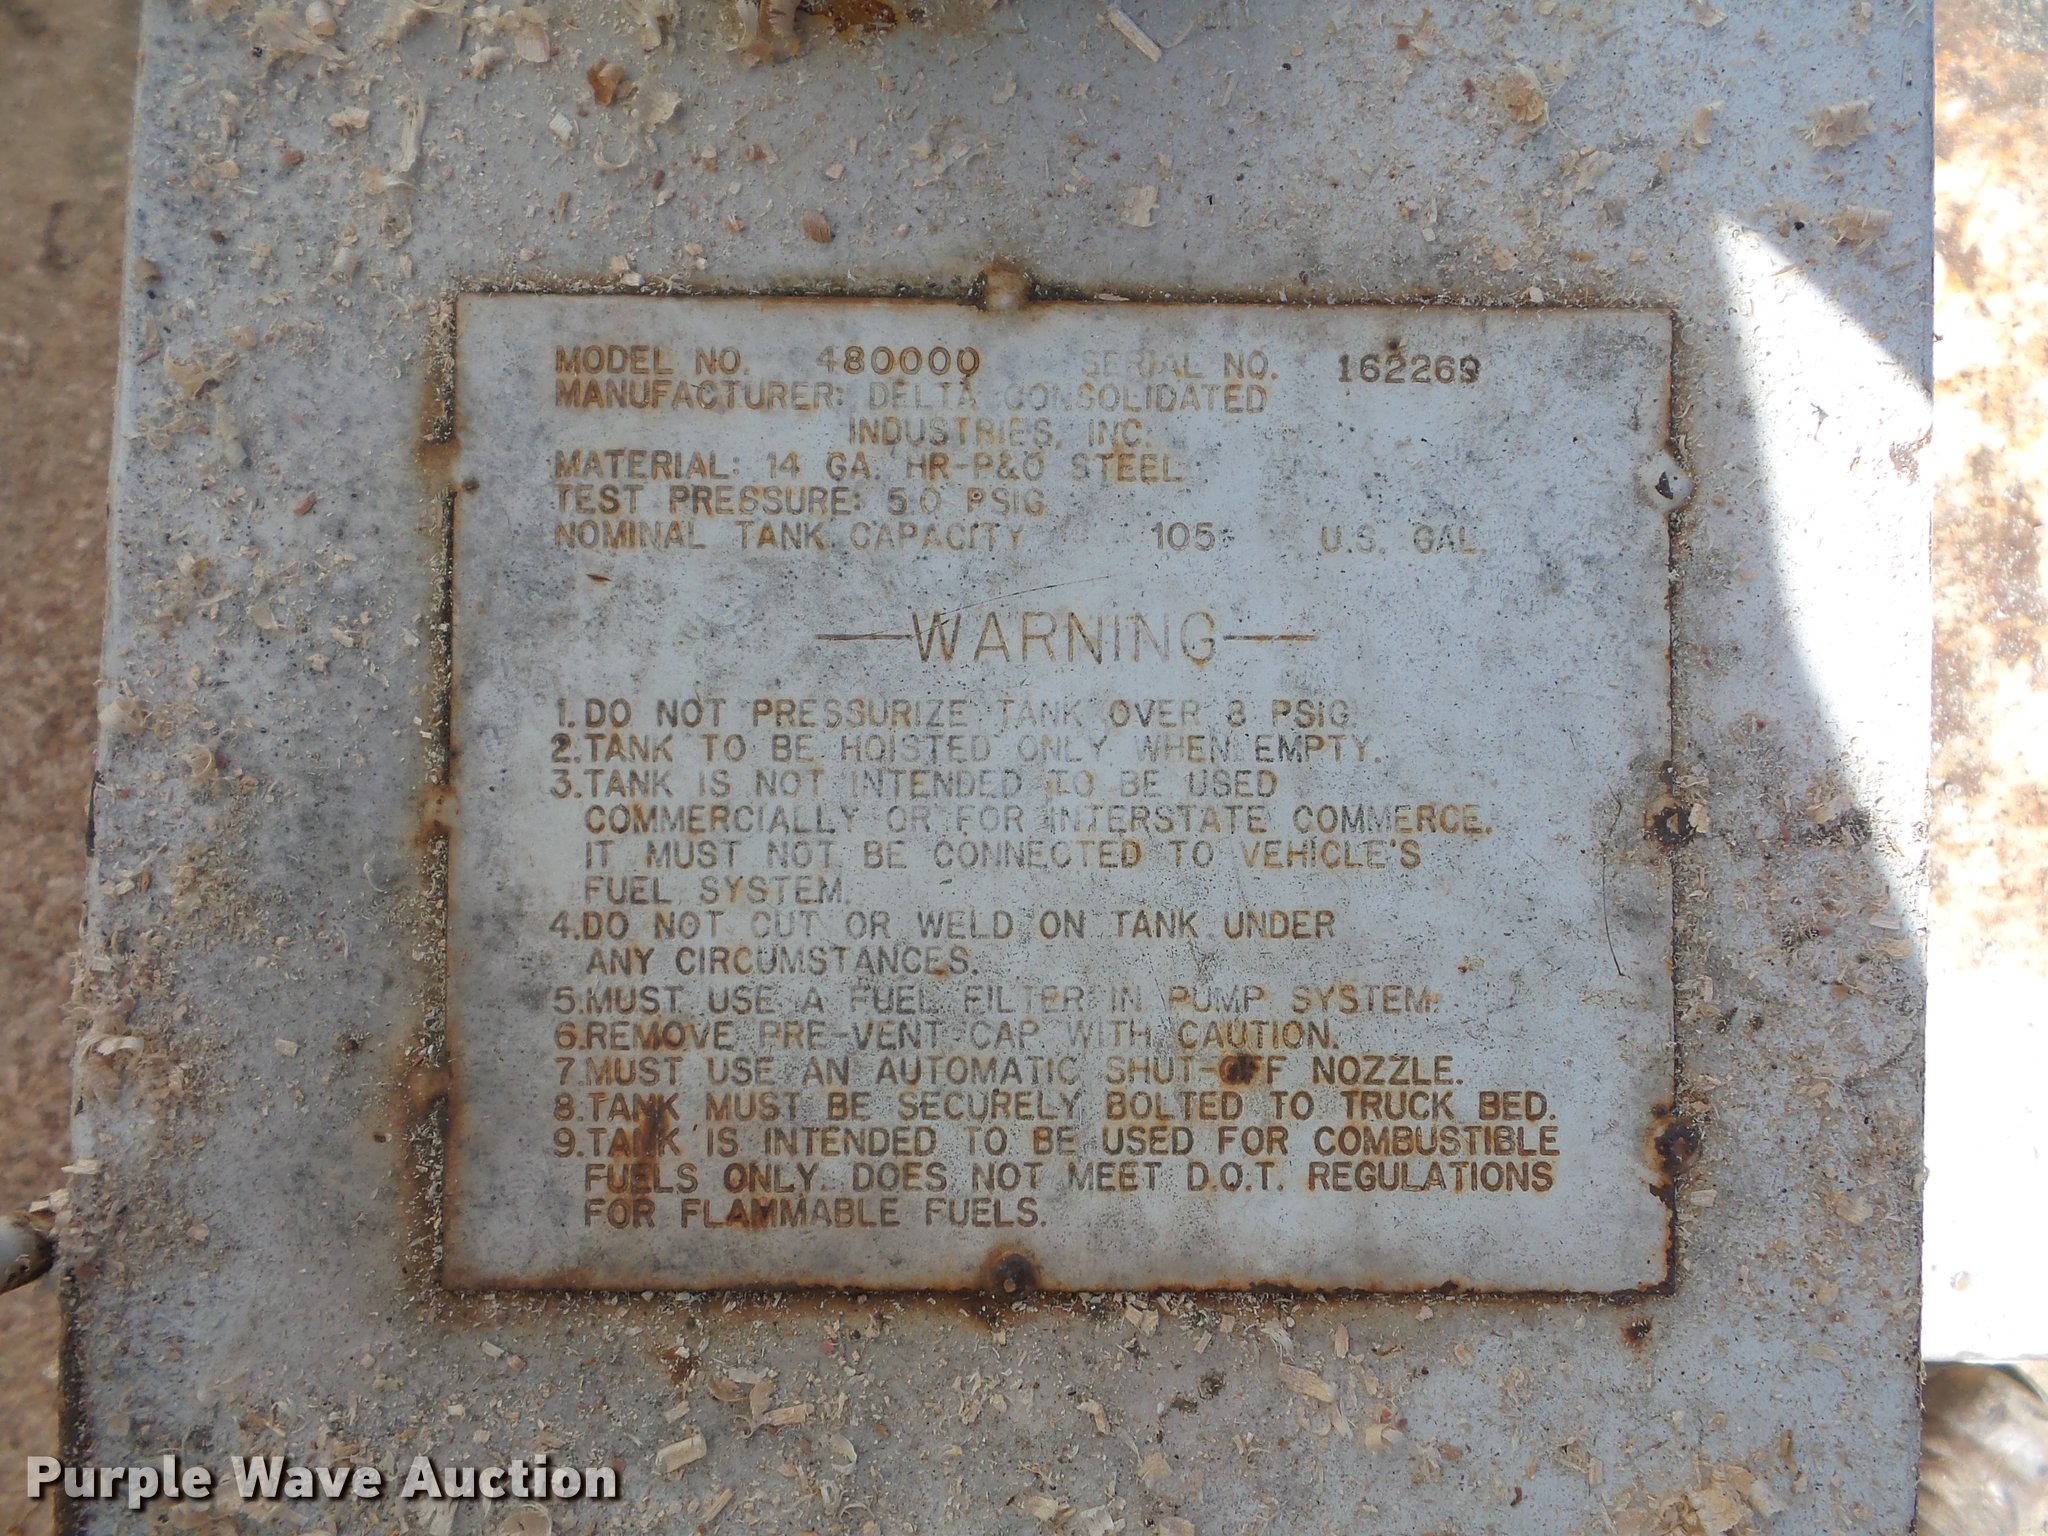 MODEL NO. 480000 SERIAL NO. 162269
MANUFACTURER: DELTA CONSOLIDATED
INDUSTRIES, INC.
MATERIAL: 14 GA. HR-P&O STEEL
TEST PRESSURE: 5.0 PSIG
NOMINAL TANK CAPACITY 105 U.S. GAL.
—WARNING—
1. DO NOT PRESSURIZE TANK OVER 3 PSIG.
2. TANK TO BE HOISTED ONLY WHEN EMPTY.
3. TANK IS NOT INTENDED TO BE USED
COMMERCIALLY OR FOR INTERSTATE COMMERCE.
IT MUST NOT BE CONNECTED TO VEHICLE'S
FUEL SYSTEM.
4. DO NOT CUT OR WELD ON TANK UNDER
ANY CIRCUMSTANCES.
5. MUST USE A FUEL FILTER IN PUMP SYSTEM.
6. REMOVE PRE-VENT CAP WITH CAUTION.
7. MUST USE AN AUTOMATIC SHUT-OFF NOZZLE.
8. TANK MUST BE SECURELY BOLTED TO TRUCK BED.
9. TANK IS INTENDED TO BE USED FOR COMBUSTIBLE
FUELS ONLY. DOES NOT MEET D.O.T. REGULATIONS
FOR FLAMMABLE FUELS.
Purple Wave Auction